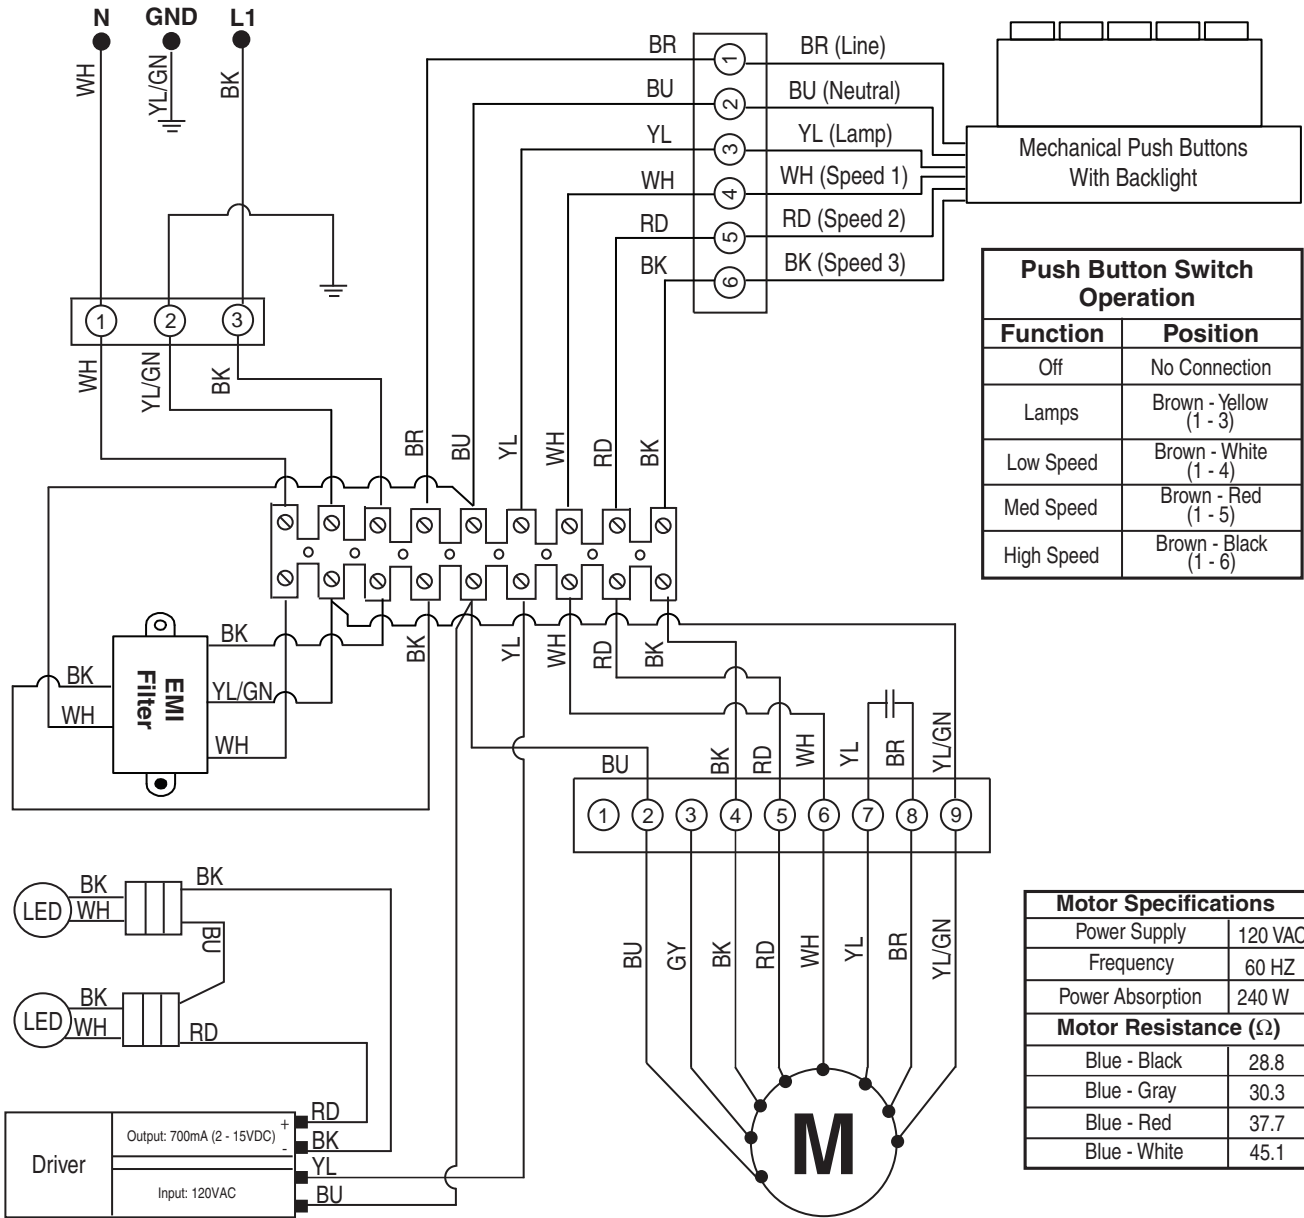 N GND L1
WH YL/GN BK
BR BR (Line)
BU BU (Neutral)
YL YL (Lamp)
WH WH (Speed 1)
RD RD (Speed 2)
BK BK (Speed 3)
1
2
3
4
5
6
Mechanical Push Buttons
With Backlight
Push Button Switch
Operation
Function Position
Off No Connection
Lamps Brown - Yellow
(1 - 3)
Low Speed Brown - White
(1 - 4)
Med Speed Brown - Red
(1 - 5)
High Speed Brown - Black
(1 - 6)
1 2 3
WH YL/GN BK
BR BU YL WH RD BK
BK
BK YL WH RD BK
EMI
Filter
BK
WH
YL/GN
WH
BU BK RD WH YL BR YL/GN
1 2 3 4 5 6 7 8 9
BU GY BK RD WH YL BR YL/GN
M
LED BK
WH
BK
BU
LED BK
WH
RD
Driver
Output: 700mA (2 - 15VDC)
+
-
Input: 120VAC
RD
BK
YL
BU
Motor Specifications
Power Supply 120 VAC
Frequency 60 HZ
Power Absorption 240 W
Motor Resistance (Ω)
Blue - Black 28.8
Blue - Gray 30.3
Blue - Red 37.7
Blue - White 45.1